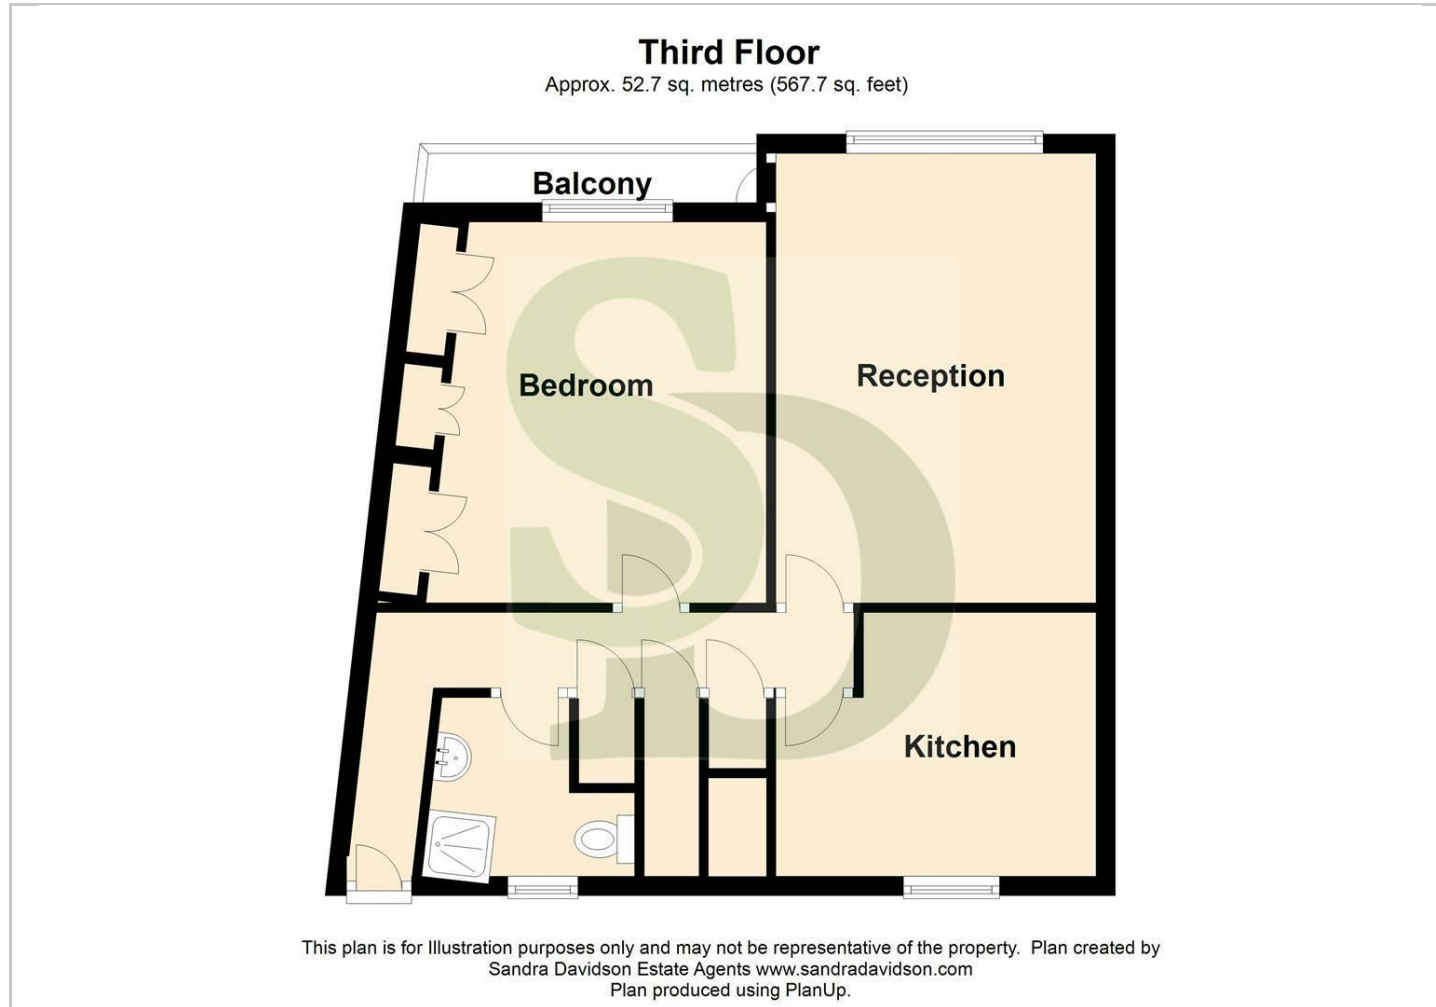 Third Floor
Approx. 52.7 sq. metres (567.7 sq. feet)
Balcony
Bedroom
Reception
Kitchen
SD
This plan is for Illustration purposes only and may not be representative of the property.  Plan created by
Sandra Davidson Estate Agents www.sandradavidson.com
Plan produced using PlanUp.